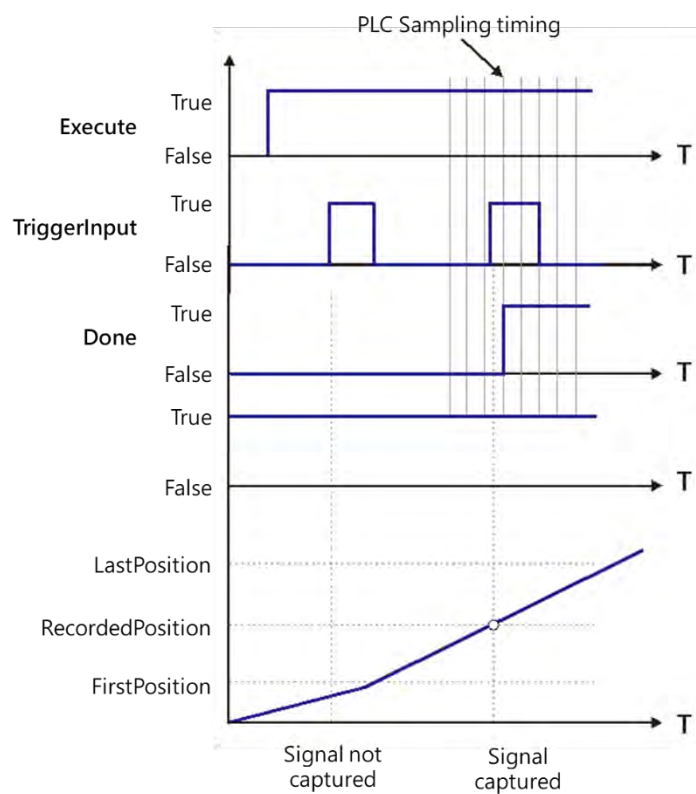 PLC Sampling timing
True
Execute
False
T
True
TriggerInput
False
T
True
Done
False
T
True
False
T
LastPosition
RecordedPosition
FirstPosition
T
Signal not
captured
Signal
captured